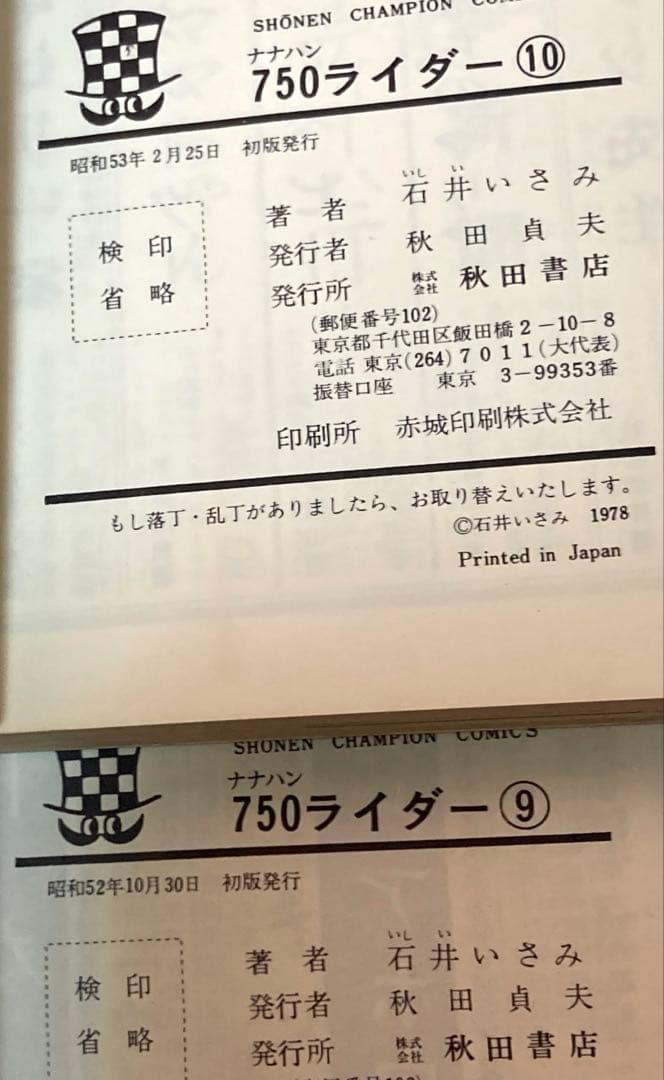 SHŌNEN CHAMPION
ナナハン
750ライダー⑩
昭和53年2月25日 初版発行
検印
省略
いし い
著者 石井いさみ
発行者 秋田貞夫
発行所 株式会社 秋田書店
(郵便番号102)
東京都千代田区飯田橋2-10-8
電話 東京(264)7011(大代表)
振替口座 東京 3-99353番
印刷所 赤城印刷株式会社
もし落丁・乱丁がありましたら、お取り替えいたします。
©石井いさみ 1978
Printed in Japan
SHŌNEN CHAMPION COMICS
ナナハン
750ライダー⑨
昭和52年10月30日 初版発行
検印
省略
いし い
著者 石井いさみ
発行者 秋田貞夫
発行所 株式会社 秋田書店